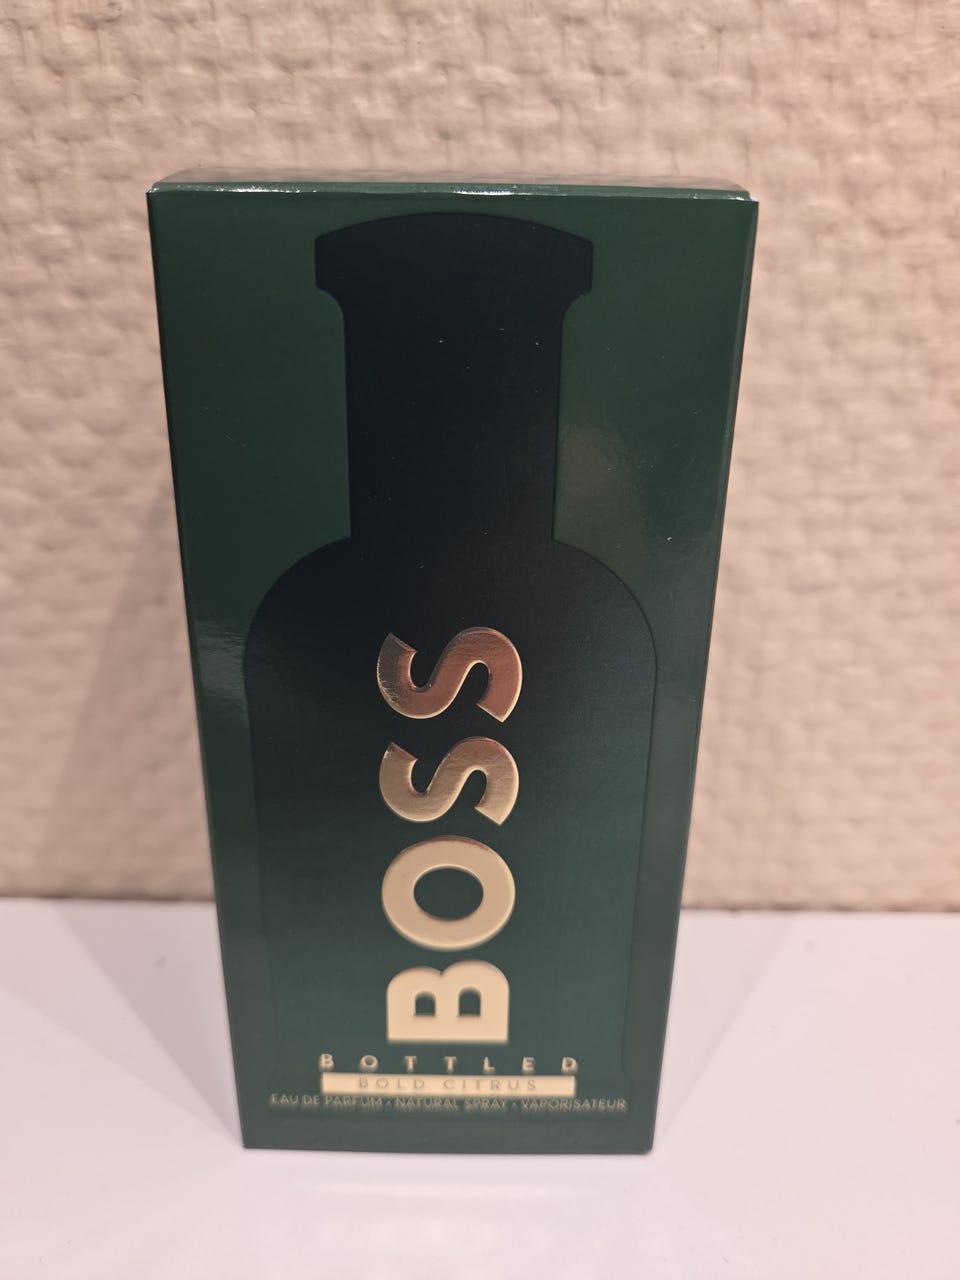 BOSS
BOTTLED
BOLD CITRUS
EAU DE PARFUM · NATURAL SPRAY · VAPORISATEUR